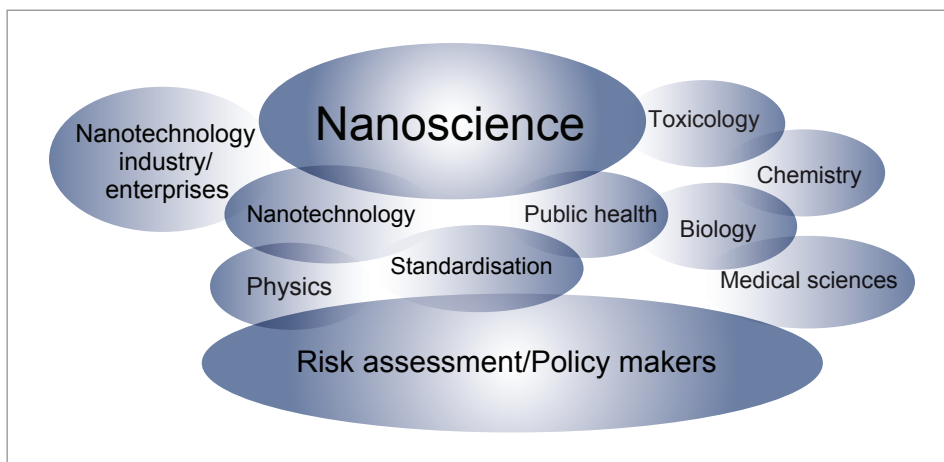 Nanoscience
Toxicology
Nanotechnology
industry/
enterprises
Chemistry
Nanotechnology
Public health
Biology
Standardisation
Physics
Medical sciences
Risk assessment/Policy makers